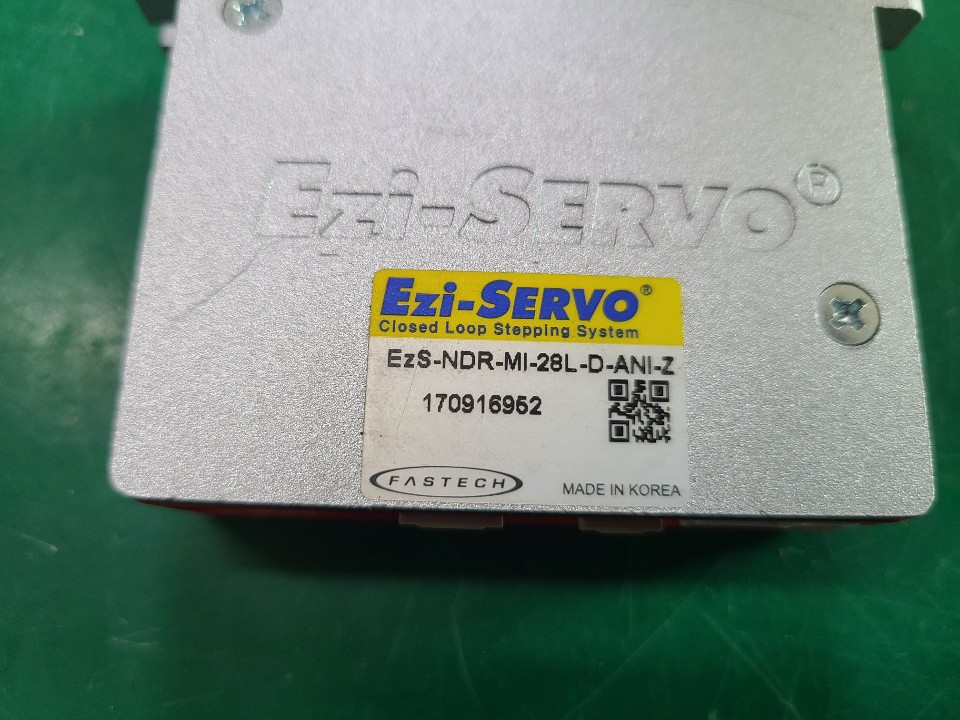 Ezi-SERVO®
Ezi-SERVO®
Closed Loop Stepping System
EzS-NDR-MI-28L-D-ANI-Z
170916952
FASTECH
MADE IN KOREA